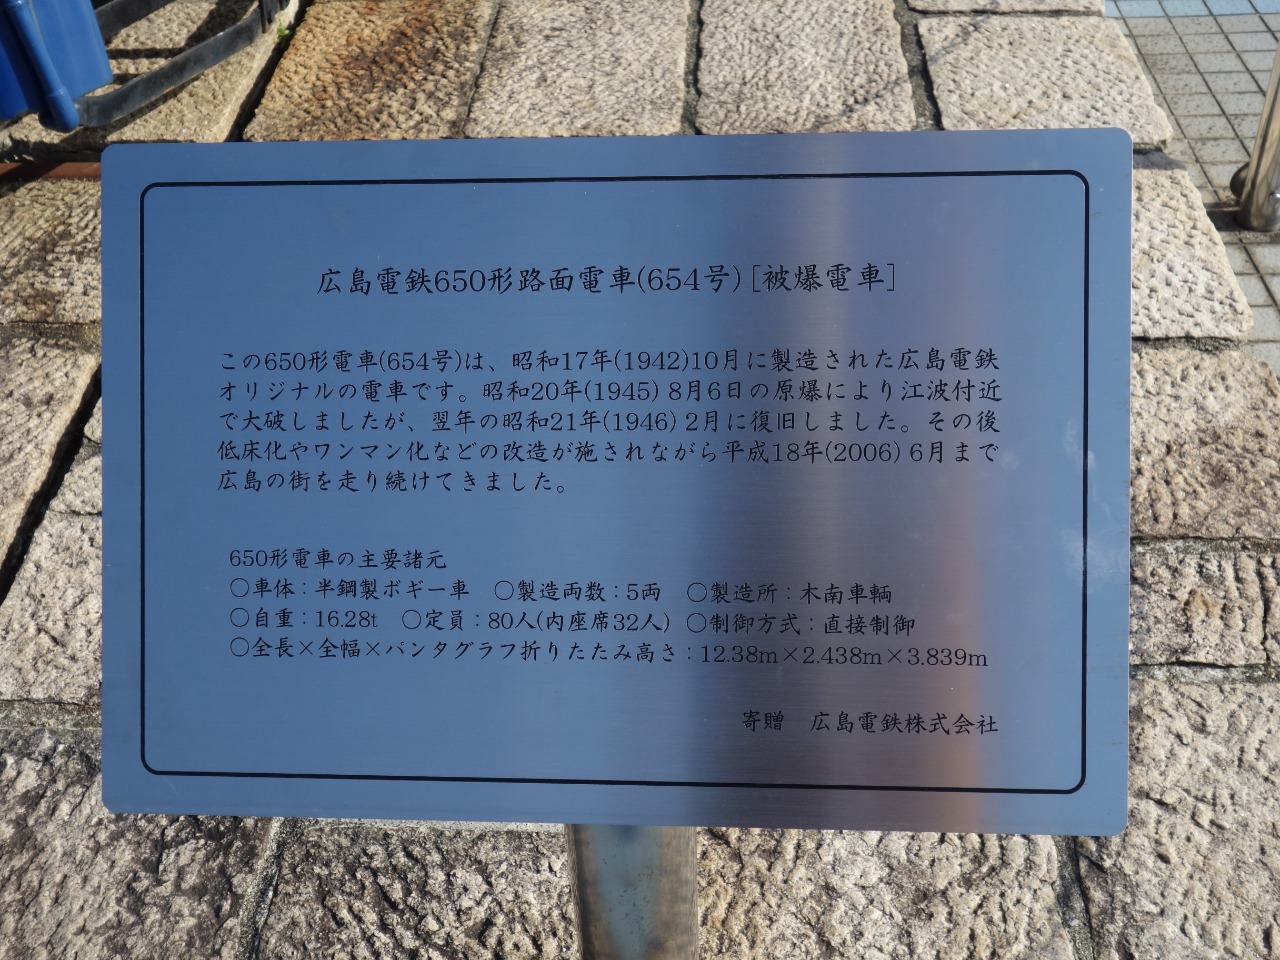 広島電鉄650形路面電車(654号)[被爆電車]
この650形電車(654号)は、昭和17年(1942)10月に製造された広島電鉄
オリジナルの電車です。昭和20年(1945) 8月6日の原爆により江波付近
で大破しましたが、翌年の昭和21年(1946) 2月に復旧しました。その後
低床化やワンマン化などの改造が施されながら平成18年(2006) 6月まで
広島の街を走り続けてきました。
650形電車の主要諸元
○車体：半鋼製ボギー車　○製造両数：5両　○製造所：木南車輌
○自重：16.28t　○定員：80人(内座席32人)　○制御方式：直接制御
○全長×全幅×パンタグラフ折りたたみ高さ：12.38m×2.438m×3.839m
寄贈　広島電鉄株式会社